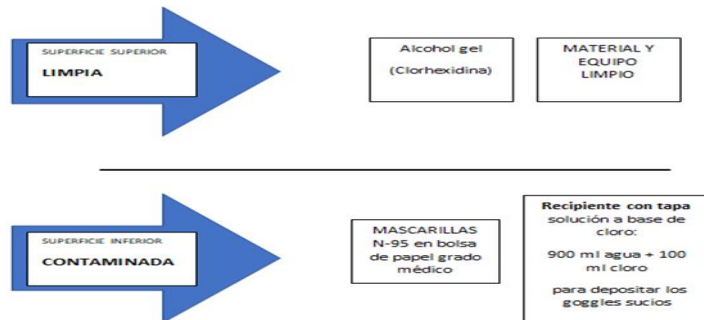 SUPERFICIE SUPERIOR
LIMPIA
Alcohol gel
(Clorhexidina)
MATERIAL Y
EQUIPO
LIMPIO
SUPERFICIE INFERIOR
CONTAMINADA
MASCARILLAS
N-95 en bolsa
de papel grado
médico
Recipiente con tapa
solución a base de
cloro:
900 ml agua + 100
ml cloro
para depositar los
goggles sucios